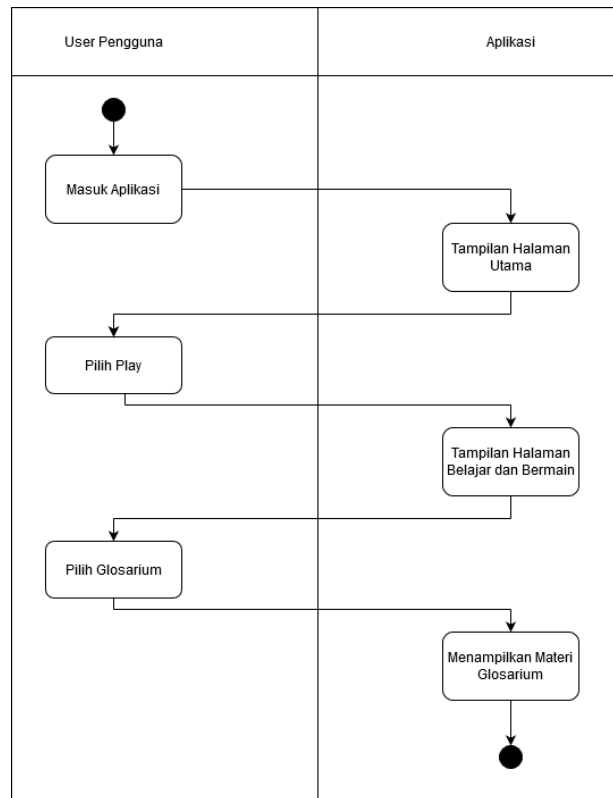 User Pengguna
Aplikasi
Masuk Aplikasi
Tampilan Halaman
Utama
Pilih Play
Tampilan Halaman
Belajar dan Bermain
Pilih Glosarium
Menampilkan Materi
Glosarium